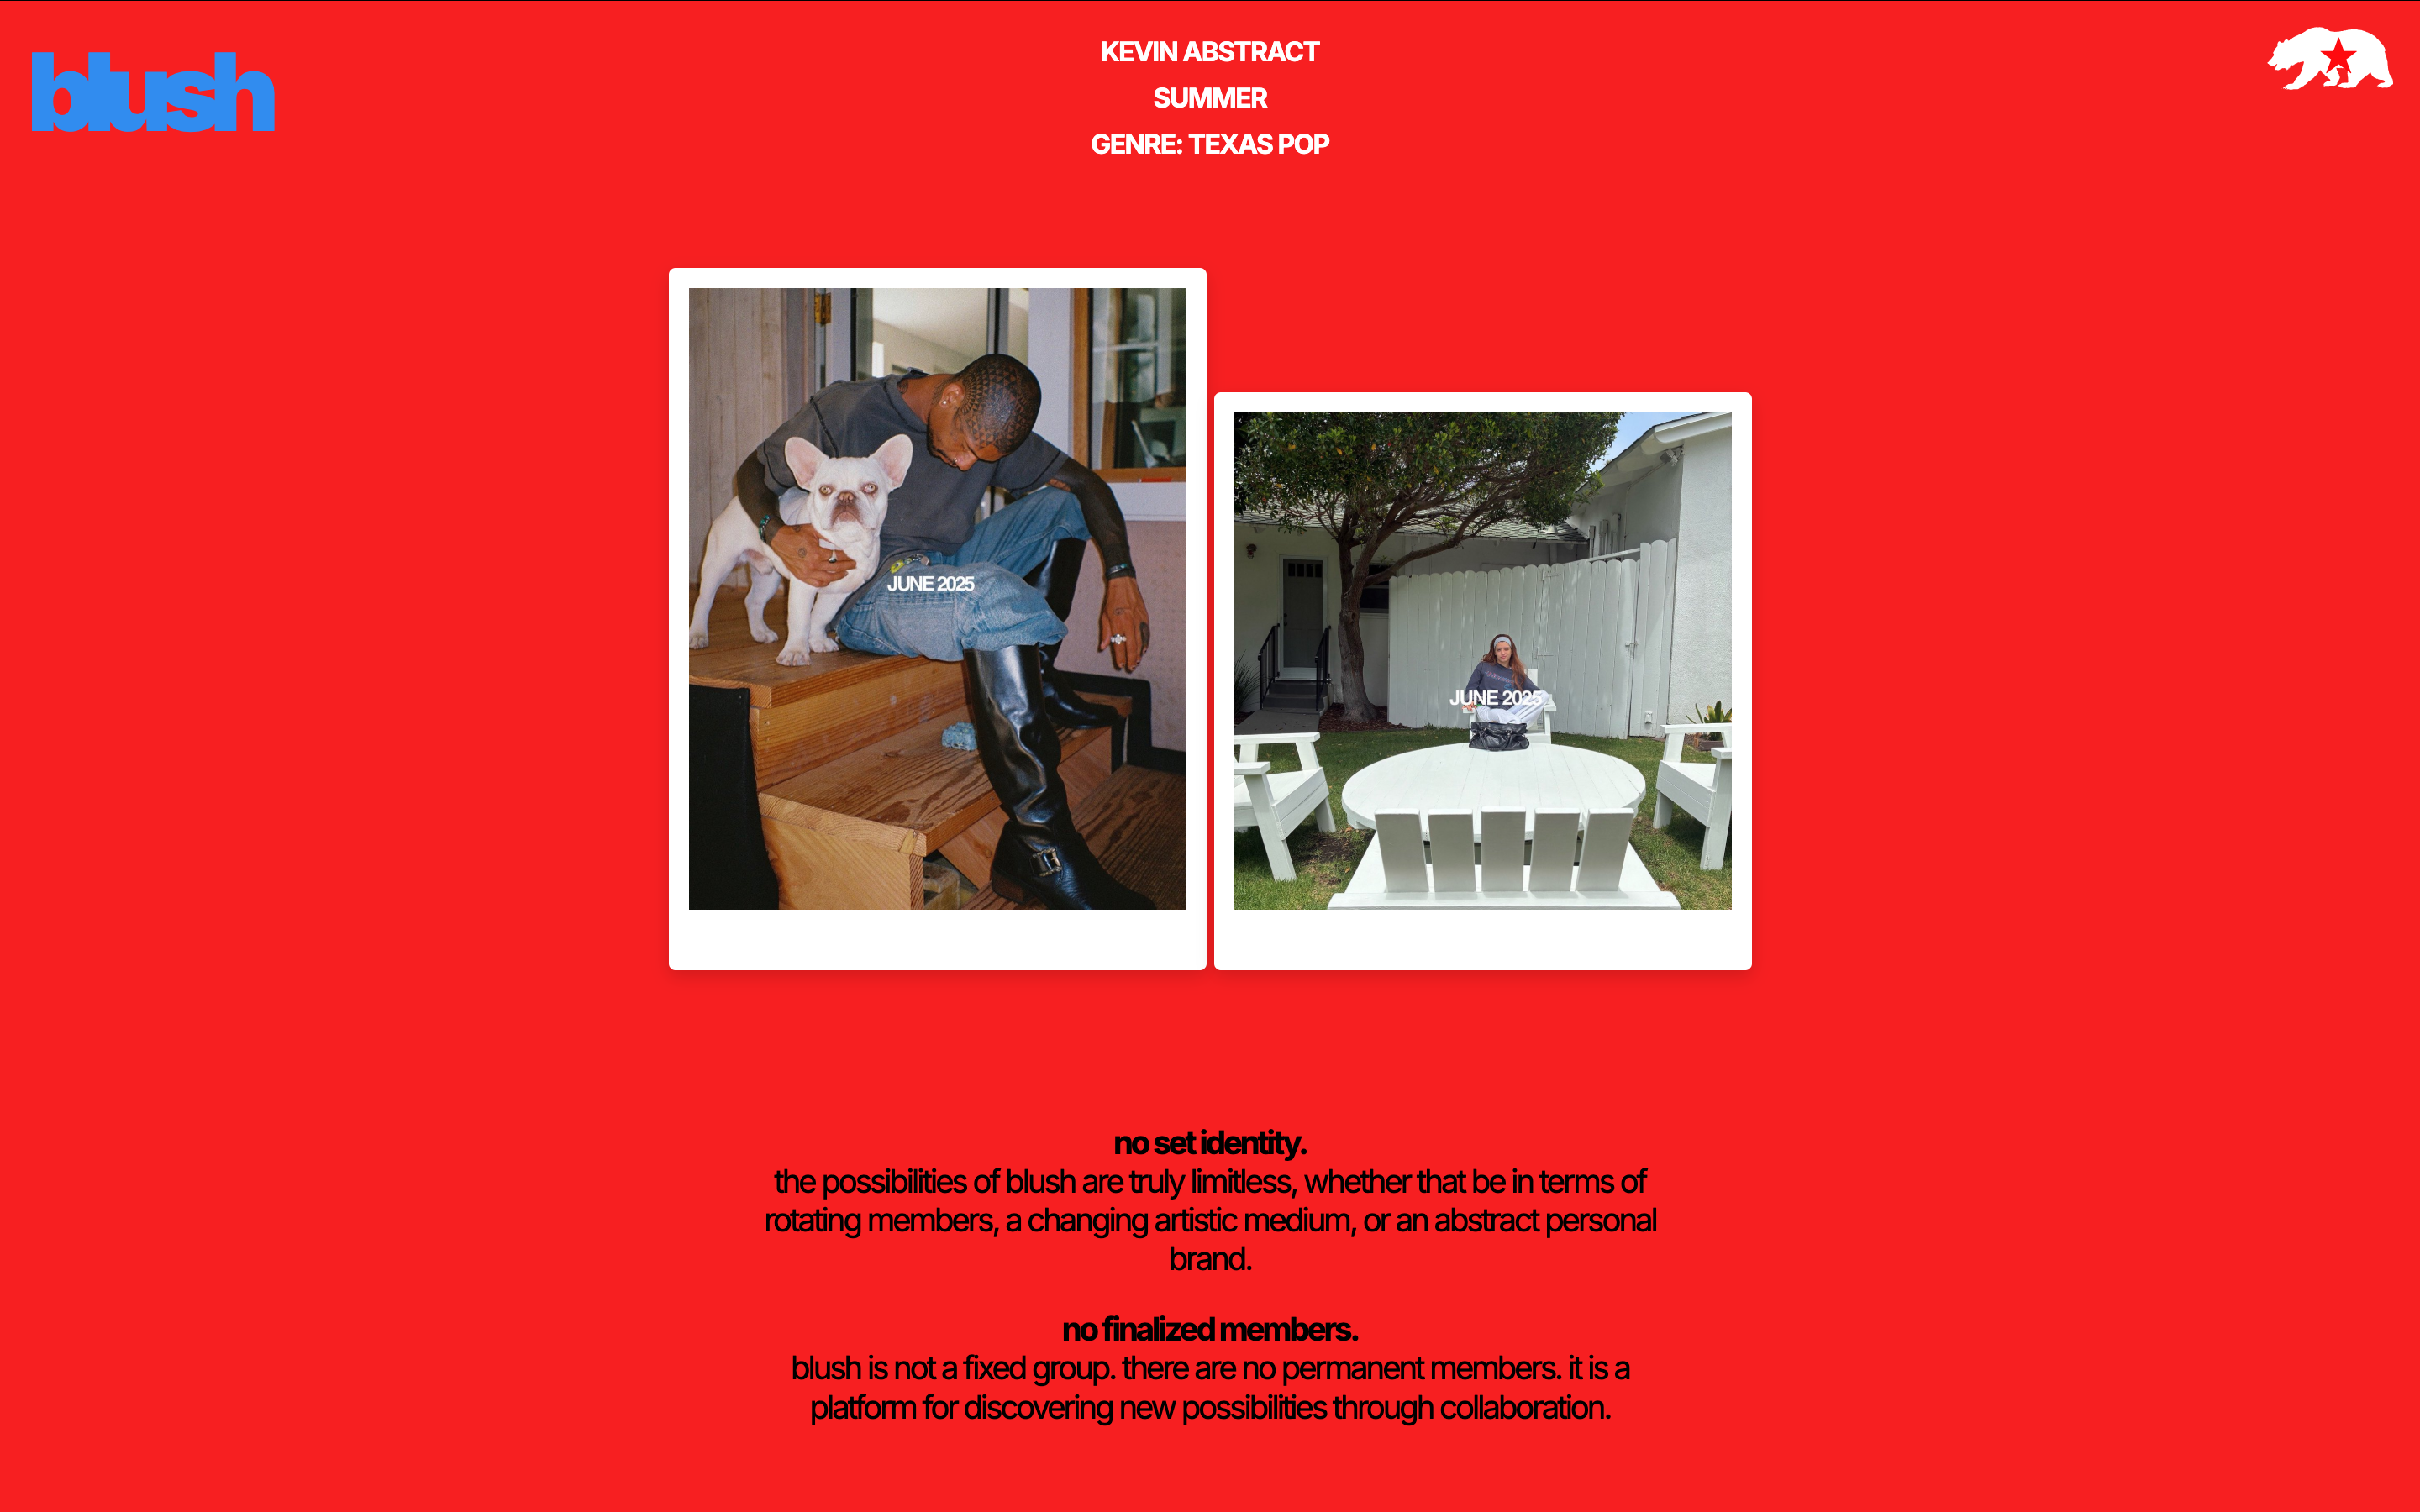 blush
KEVIN ABSTRACT
SUMMER
GENRE: TEXAS POP
JUNE 2025
JUNE 2025
no set identity.
the possibilities of blush are truly limitless, whether that be in terms of
rotating members, a changing artistic medium, or an abstract personal
brand.
no finalized members.
blush is not a fixed group. there are no permanent members. it is a
platform for discovering new possibilities through collaboration.